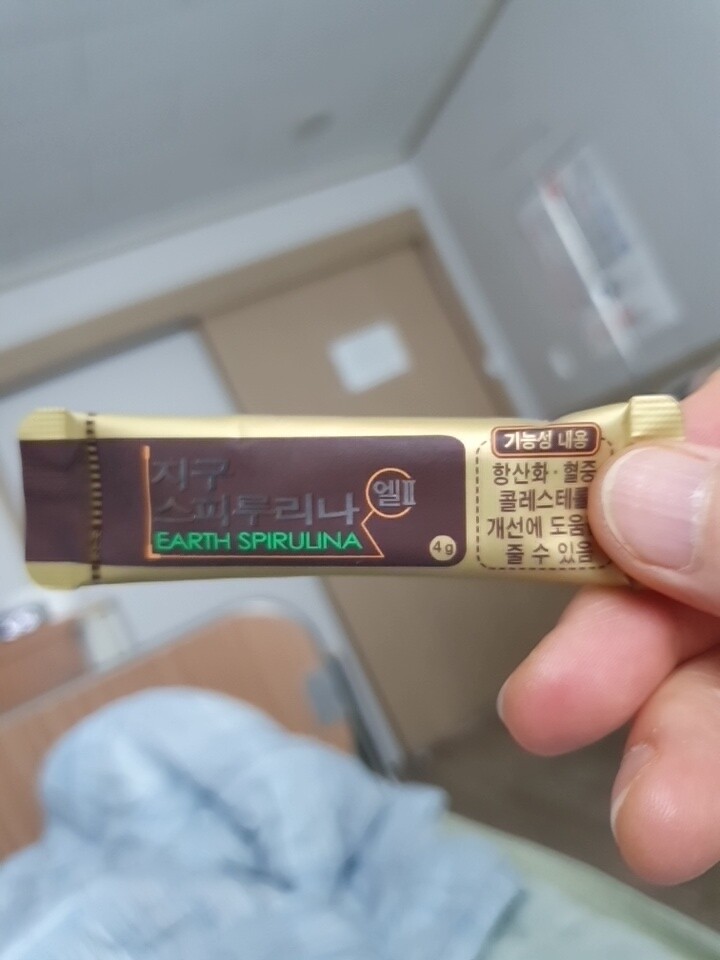 지구
스피루리나
엘Ⅱ
EARTH SPIRULINA
4g
기능성 내용
항산화·혈중
콜레스테롤
개선에 도움
줄 수 있음